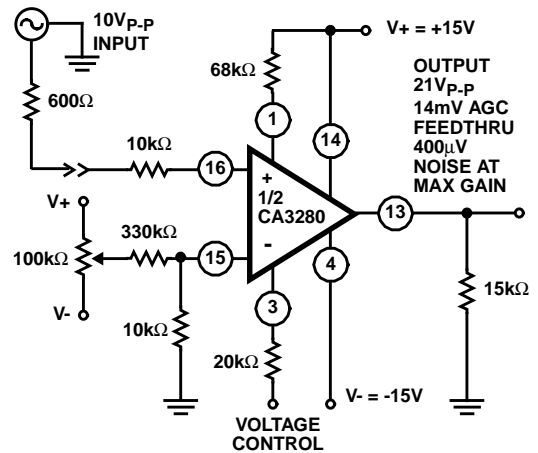 10VP-P
INPUT
600Ω
10kΩ
16
68kΩ
1
V+ = +15V
14
OUTPUT
21VP-P
14mV AGC
FEEDTHRU
400μV
NOISE AT
MAX GAIN
+
1/2
CA3280
-
13
V+
100kΩ
V-
330kΩ
15
10kΩ
3
4
20kΩ
15kΩ
V- = -15V
VOLTAGE
CONTROL